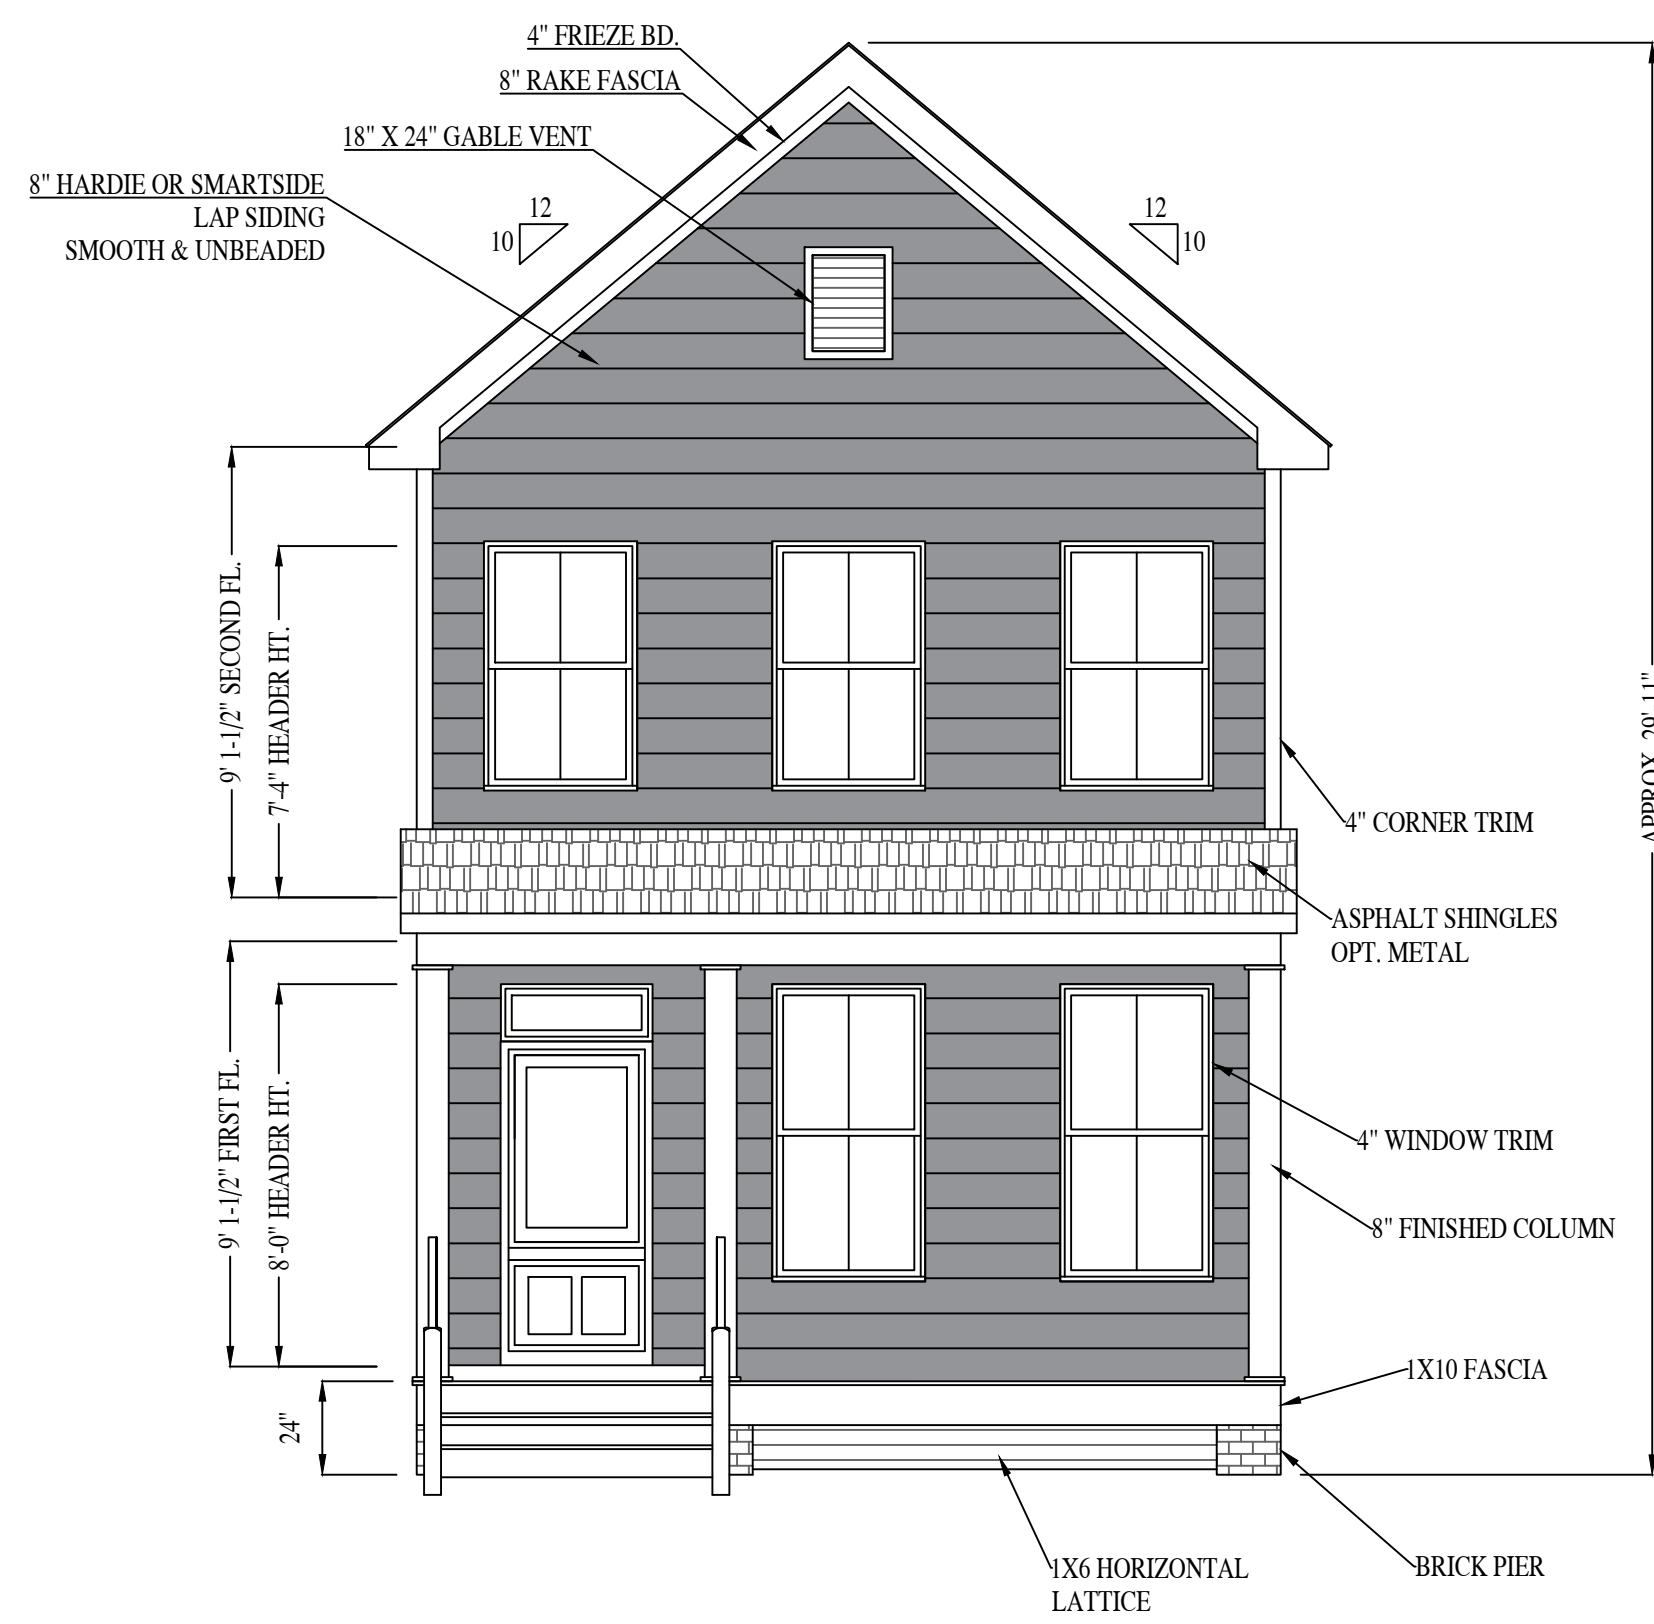 4" FRIEZE BD.
8" RAKE FASCIA
18" X 24" GABLE VENT
8" HARDIE OR SMARTSIDE
LAP SIDING
SMOOTH & UNBEADED
12
10
12
10
9' 1-1/2" SECOND FL.
7'-4" HEADER HT.
APPROX.
4" CORNER TRIM
ASPHALT SHINGLES
OPT. METAL
9' 1-1/2" FIRST FL.
8'-0" HEADER HT.
4" WINDOW TRIM
8" FINISHED COLUMN
1X10 FASCIA
24"
1X6 HORIZONTAL
LATTICE
BRICK PIER